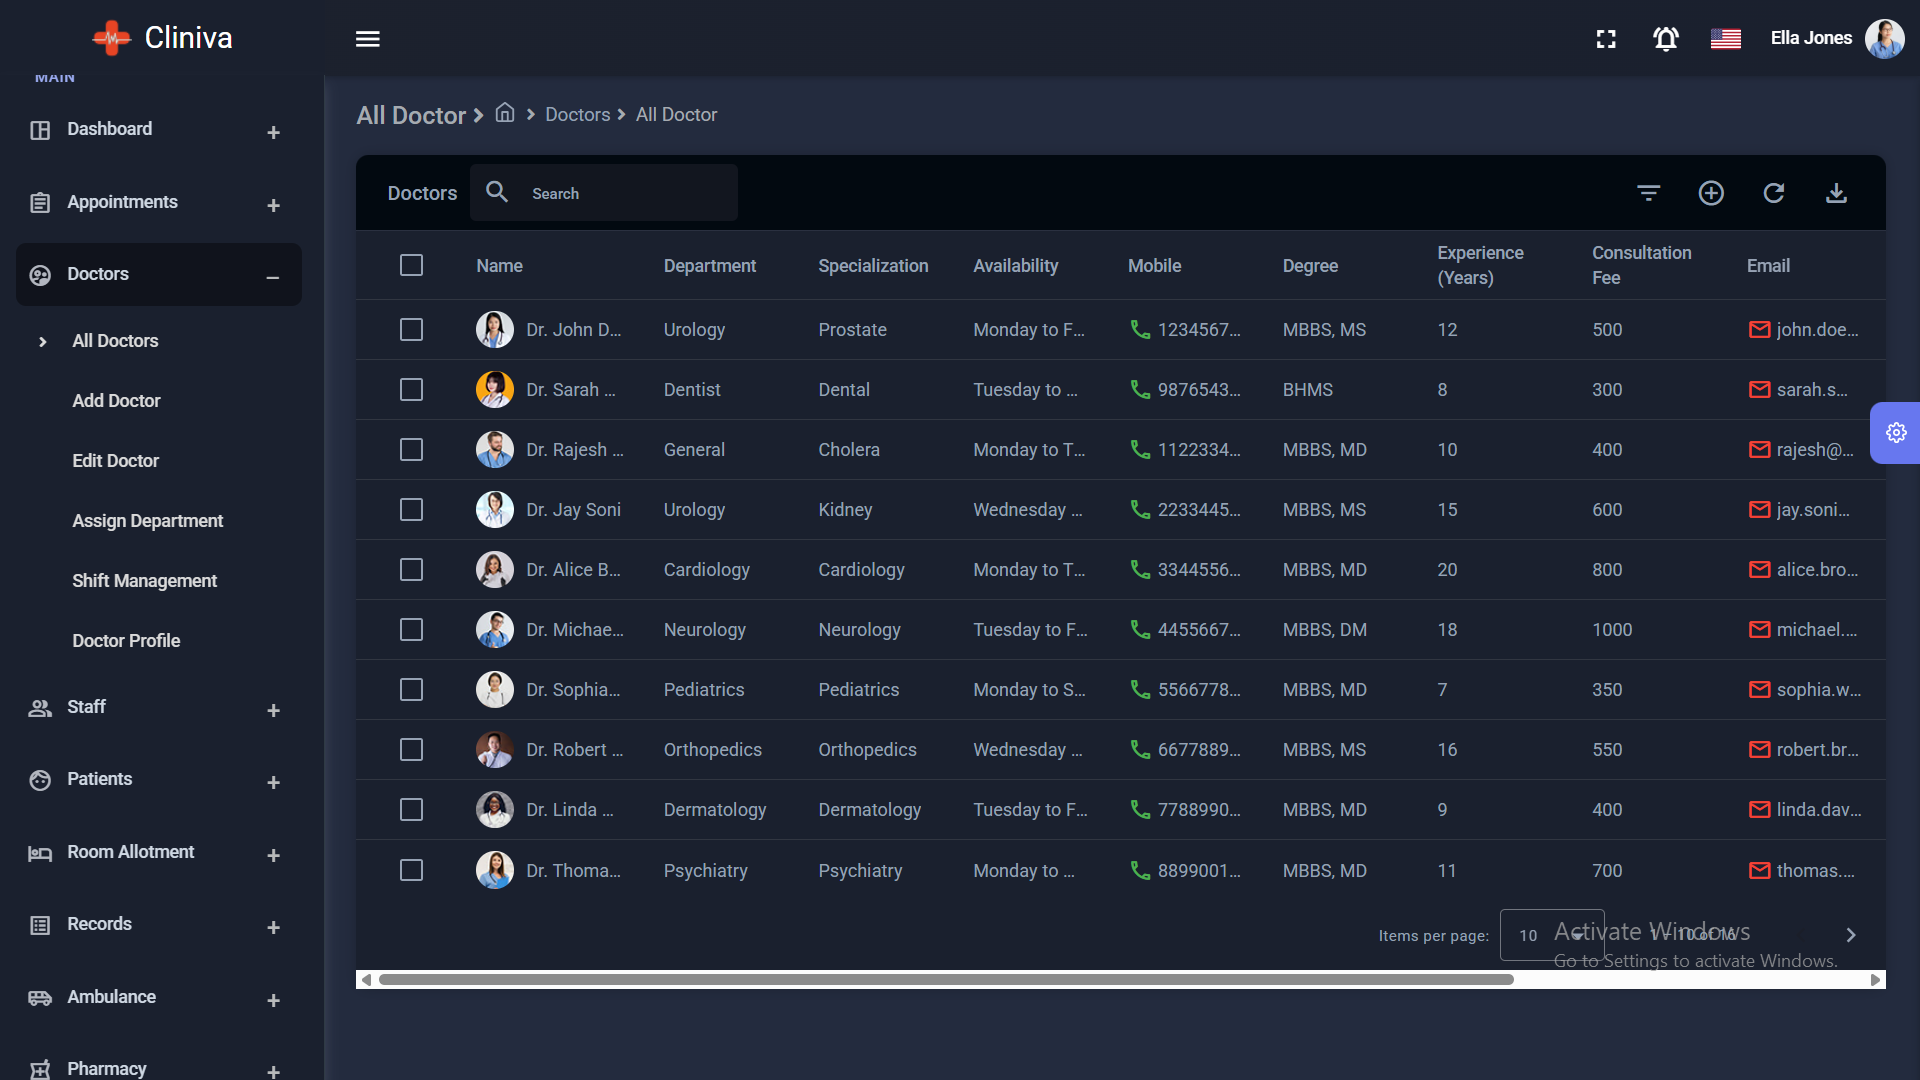 Cliniva
Ella Jones
MAIN
Dashboard
Appointments
Doctors
All Doctors
Add Doctor
Edit Doctor
Assign Department
Shift Management
Doctor Profile
Staff
Patients
Room Allotment
Records
Ambulance
Pharmacy
All Doctor Doctors All Doctor
Doctors Search
Name Department Specialization Availability Mobile Degree Experience (Years) Consultation Fee Email
Dr. John D... Urology Prostate Monday to F... 1234567... MBBS, MS 12 500 john.doe...
Dr. Sarah ... Dentist Dental Tuesday to ... 9876543... BHMS 8 300 sarah.s...
Dr. Rajesh ... General Cholera Monday to T... 1122334... MBBS, MD 10 400 rajesh@...
Dr. Jay Soni Urology Kidney Wednesday ... 2233445... MBBS, MS 15 600 jay.soni...
Dr. Alice B... Cardiology Cardiology Monday to T... 3344556... MBBS, MD 20 800 alice.bro...
Dr. Michae... Neurology Neurology Tuesday to F... 4455667... MBBS, DM 18 1000 michael....
Dr. Sophia... Pediatrics Pediatrics Monday to S... 5566778... MBBS, MD 7 350 sophia.w...
Dr. Robert ... Orthopedics Orthopedics Wednesday ... 6677889... MBBS, MS 16 550 robert.br...
Dr. Linda ... Dermatology Dermatology Tuesday to F... 7788990... MBBS, MD 9 400 linda.dav...
Dr. Thoma... Psychiatry Psychiatry Monday to ... 8899001... MBBS, MD 11 700 thomas....
Items per page: 10 1 – 10 of 16
Activate Windows
Go to Settings to activate Windows.